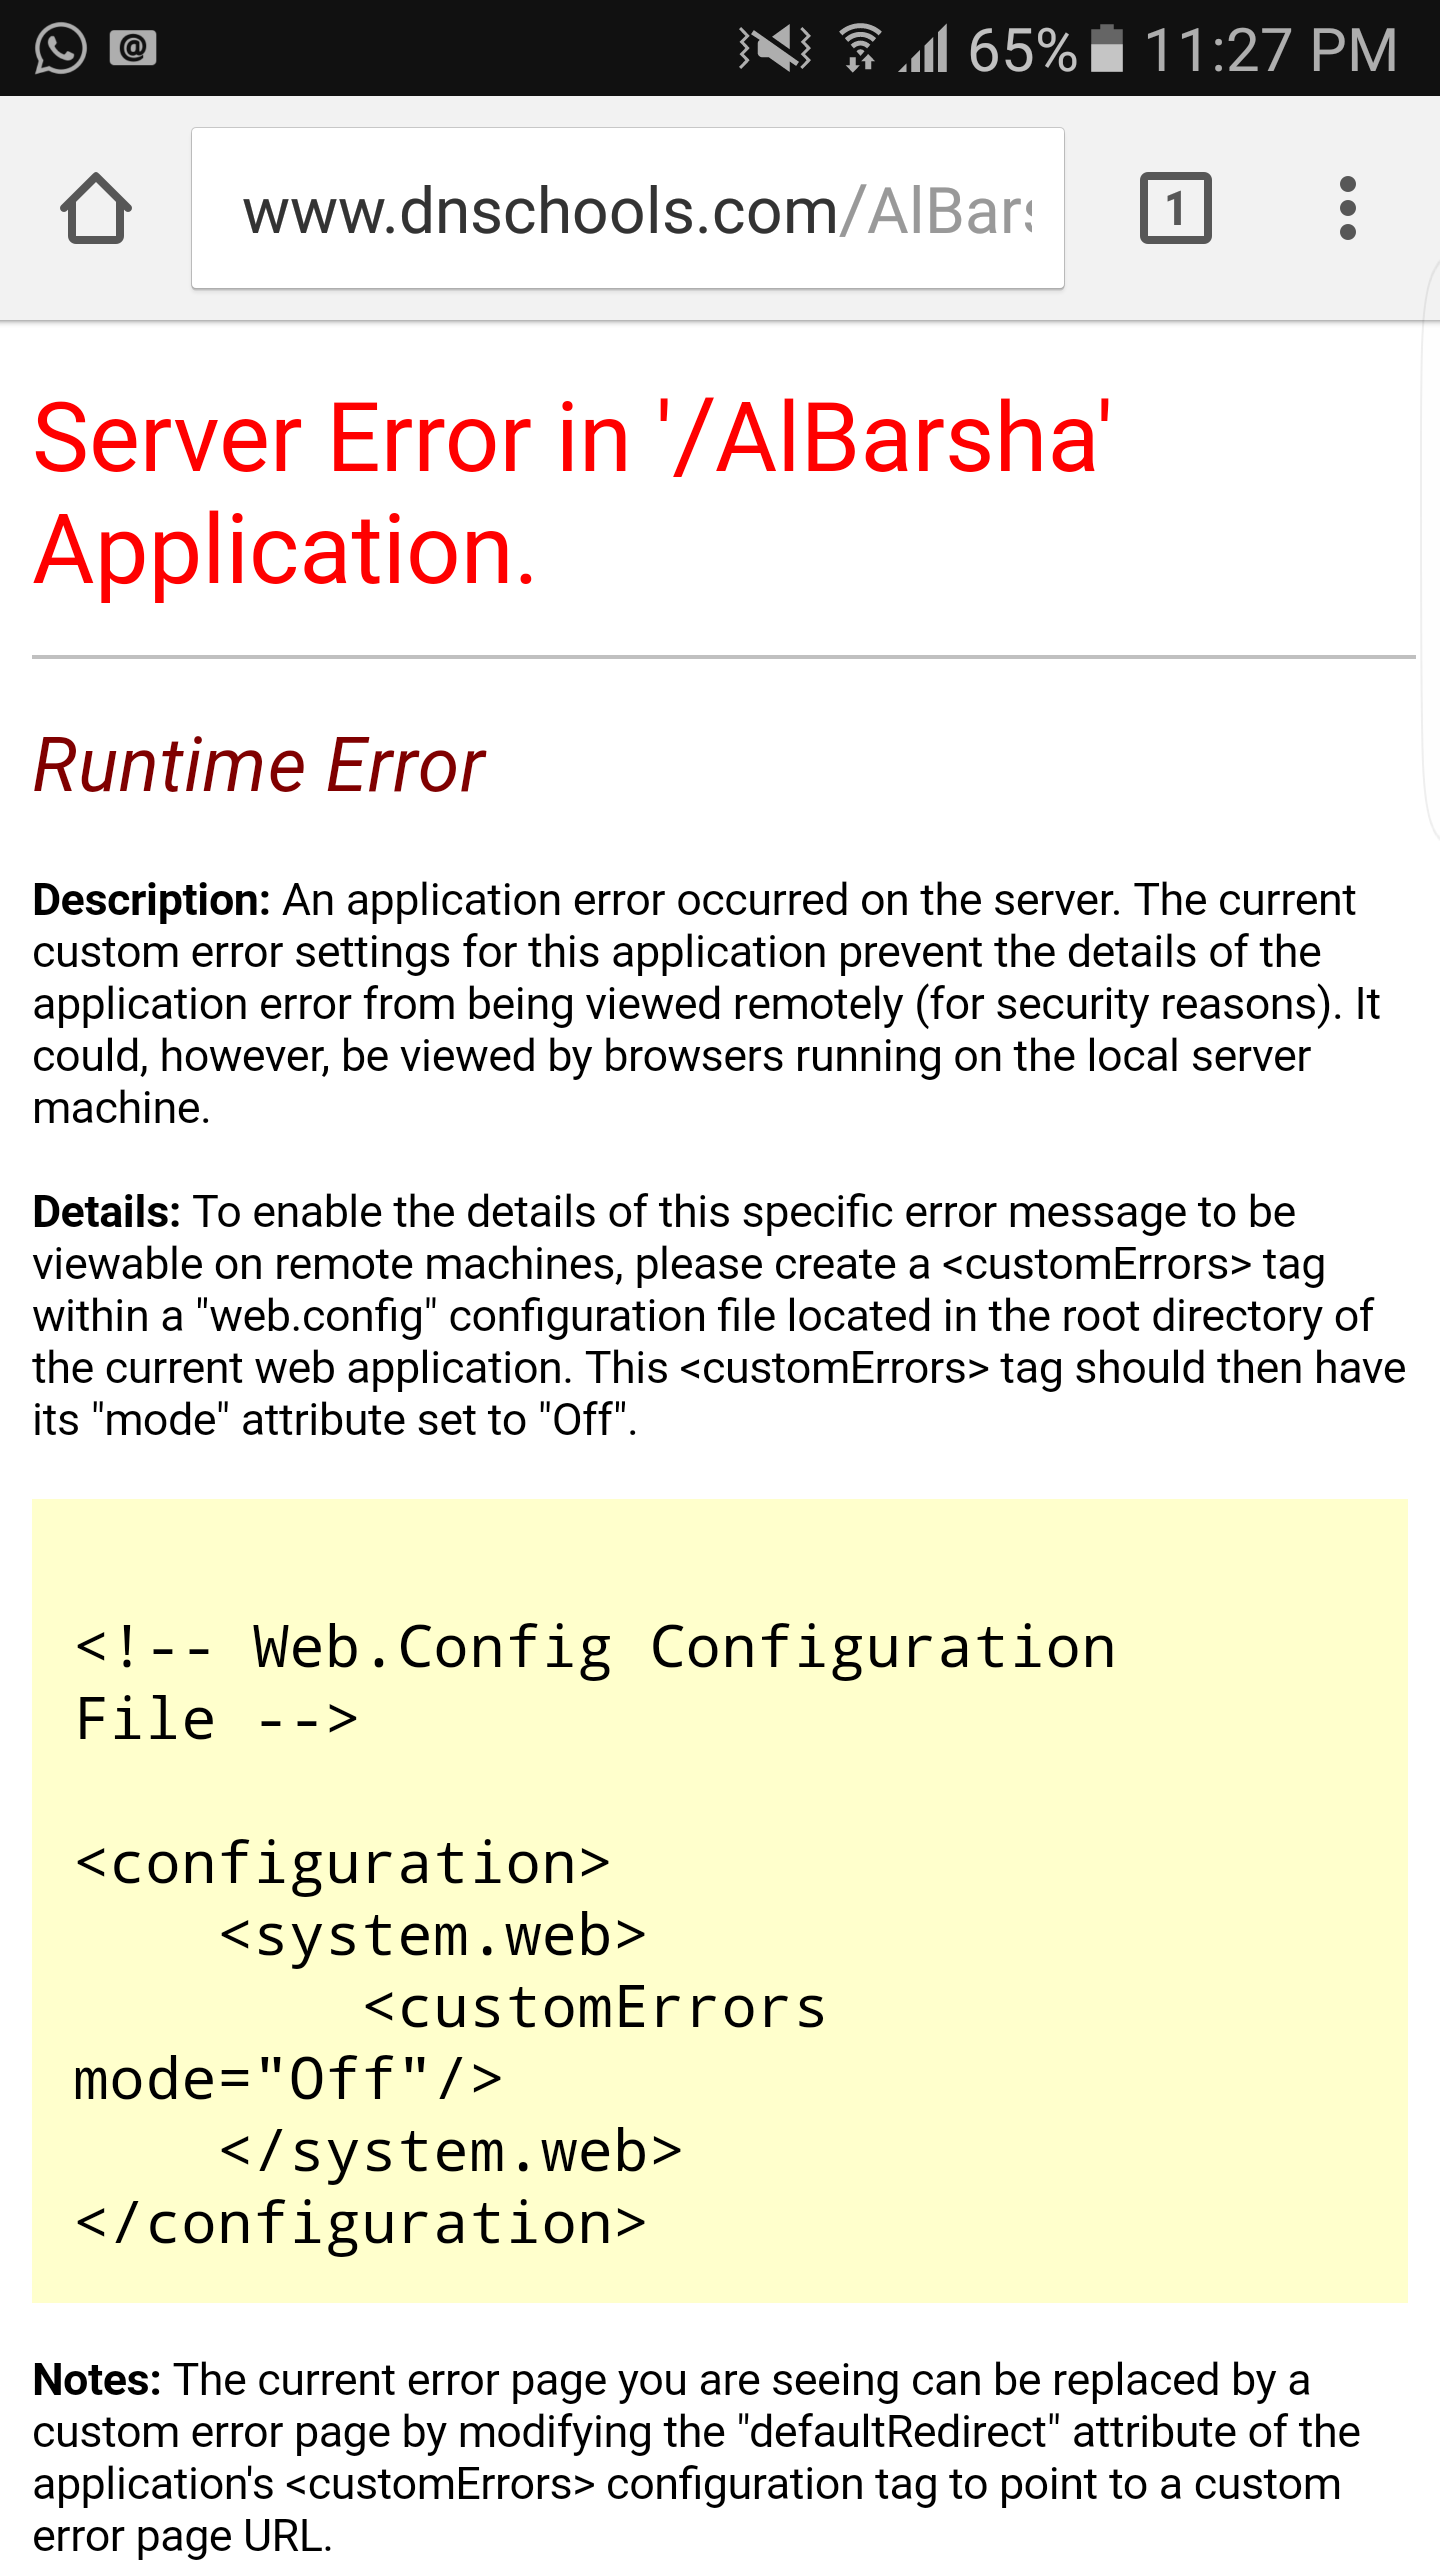 65% 11:27 PM
www.dnschools.com/AlBars
1
Server Error in '/AlBarsha'
Application.
Runtime Error
Description: An application error occurred on the server. The current
custom error settings for this application prevent the details of the
application error from being viewed remotely (for security reasons). It
could, however, be viewed by browsers running on the local server
machine.
Details: To enable the details of this specific error message to be
viewable on remote machines, please create a <customErrors> tag
within a "web.config" configuration file located in the root directory of
the current web application. This <customErrors> tag should then have
its "mode" attribute set to "Off".
<!-- Web.Config Configuration
File -->
<configuration>
<system.web>
<customErrors
mode="Off"/>
</system.web>
</configuration>
Notes: The current error page you are seeing can be replaced by a
custom error page by modifying the "defaultRedirect" attribute of the
application's <customErrors> configuration tag to point to a custom
error page URL.